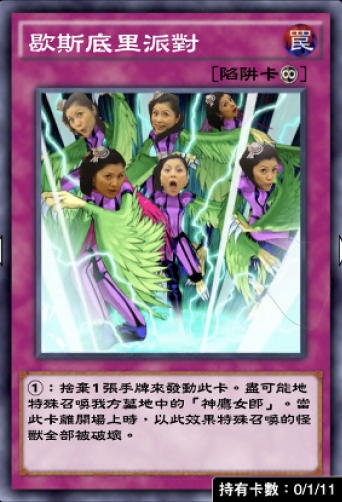 歇斯底里派對
罠
[陷阱卡♾]
①：捨棄1張手牌來發動此卡。盡可能地
特殊召喚我方墓地中的「神鷹女郎」。當
此卡離開場上時，以此效果特殊召喚的怪
獸全部被破壞。
持有卡數：0/1/11